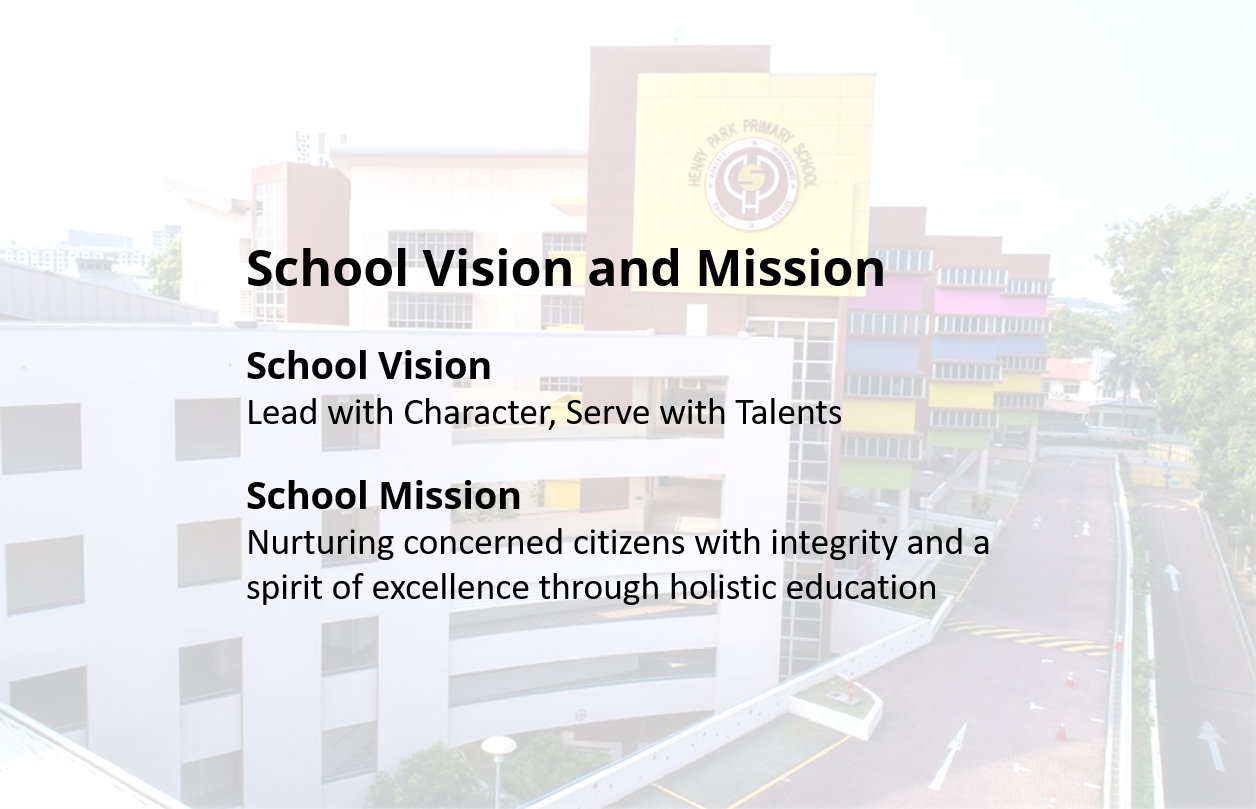 HENRY PARK PRIMARY SCHOOL
School Vision and Mission
School Vision
Lead with Character, Serve with Talents
School Mission
Nurturing concerned citizens with integrity and a
spirit of excellence through holistic education